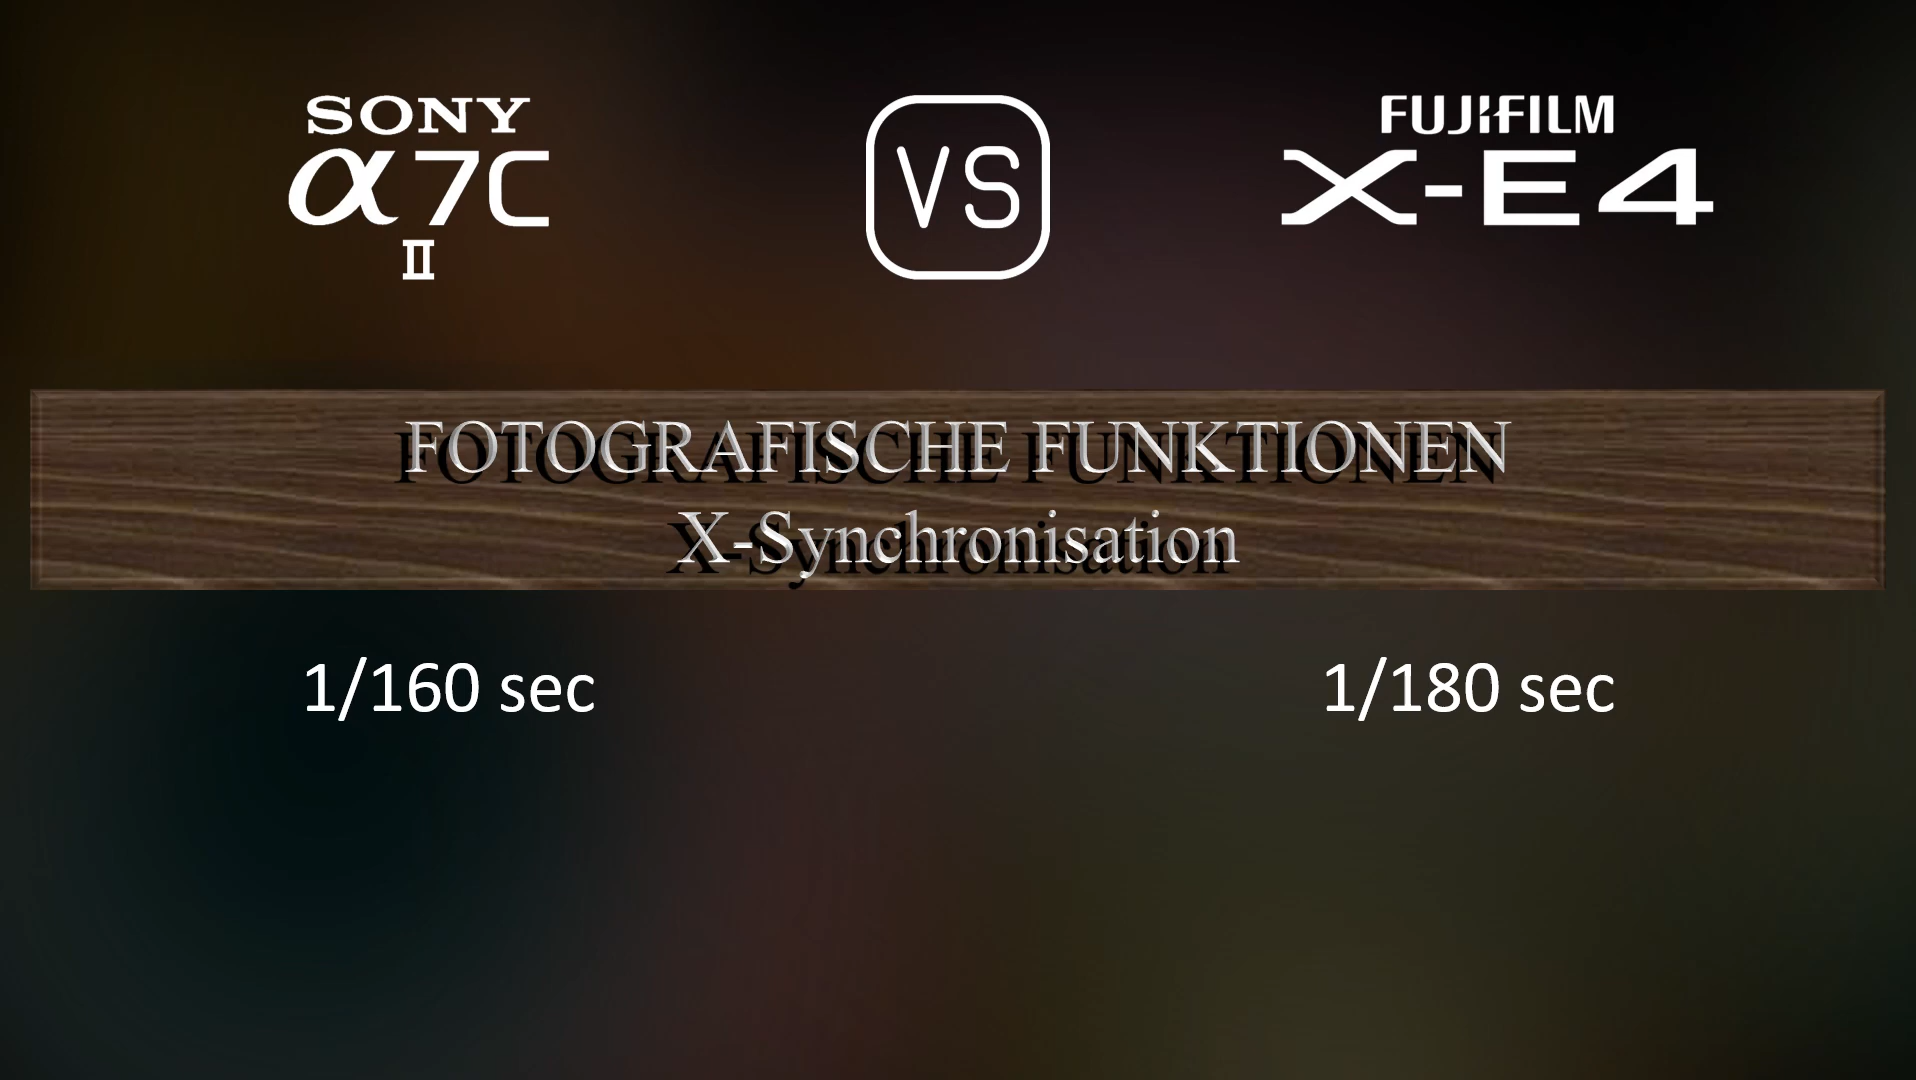 SONY
α7C
II
VS
FUJIFILM
X-E4
FOTOGRAFISCHE FUNKTIONEN
X-Synchronisation
1/160 sec
1/180 sec